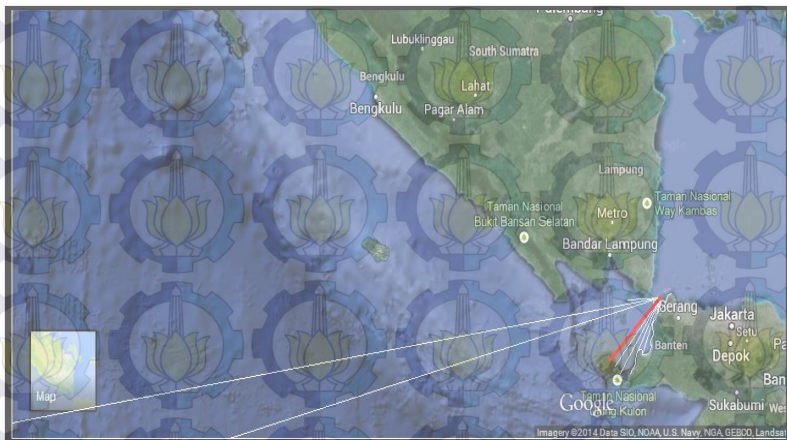 Palembang
Lubuklinggau
South Sumatra
Bengkulu
Lahat
Bengkulu
Pagar Alam
Lampung
Taman Nasional
Way Kambas
Taman Nasional
Bukit Barisan Selatan
Metro
Bandar Lampung
Serang
Jakarta
Setu
Banten
Depok
Map
Taman Nasional
Ujung Kulon
Google
Sukabumi
Imagery ©2014 Data SIO, NOAA, U.S. Navy, NGA, GEBCO, Landsat